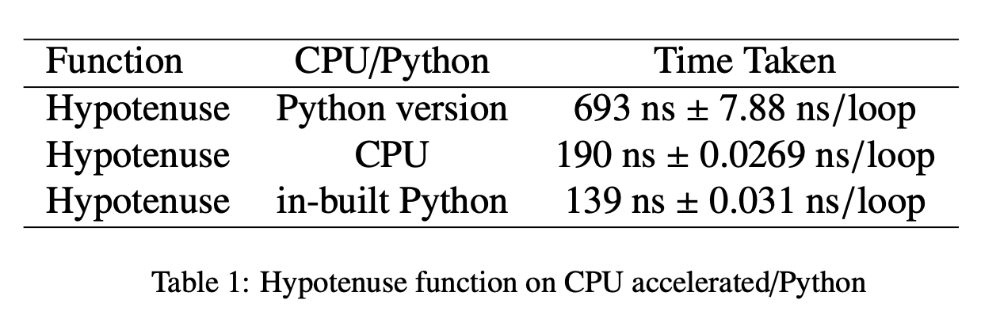 Function CPU/Python Time Taken
Hypotenuse Python version 693 ns ± 7.88 ns/loop
Hypotenuse CPU 190 ns ± 0.0269 ns/loop
Hypotenuse in-built Python 139 ns ± 0.031 ns/loop
Table 1: Hypotenuse function on CPU accelerated/Python